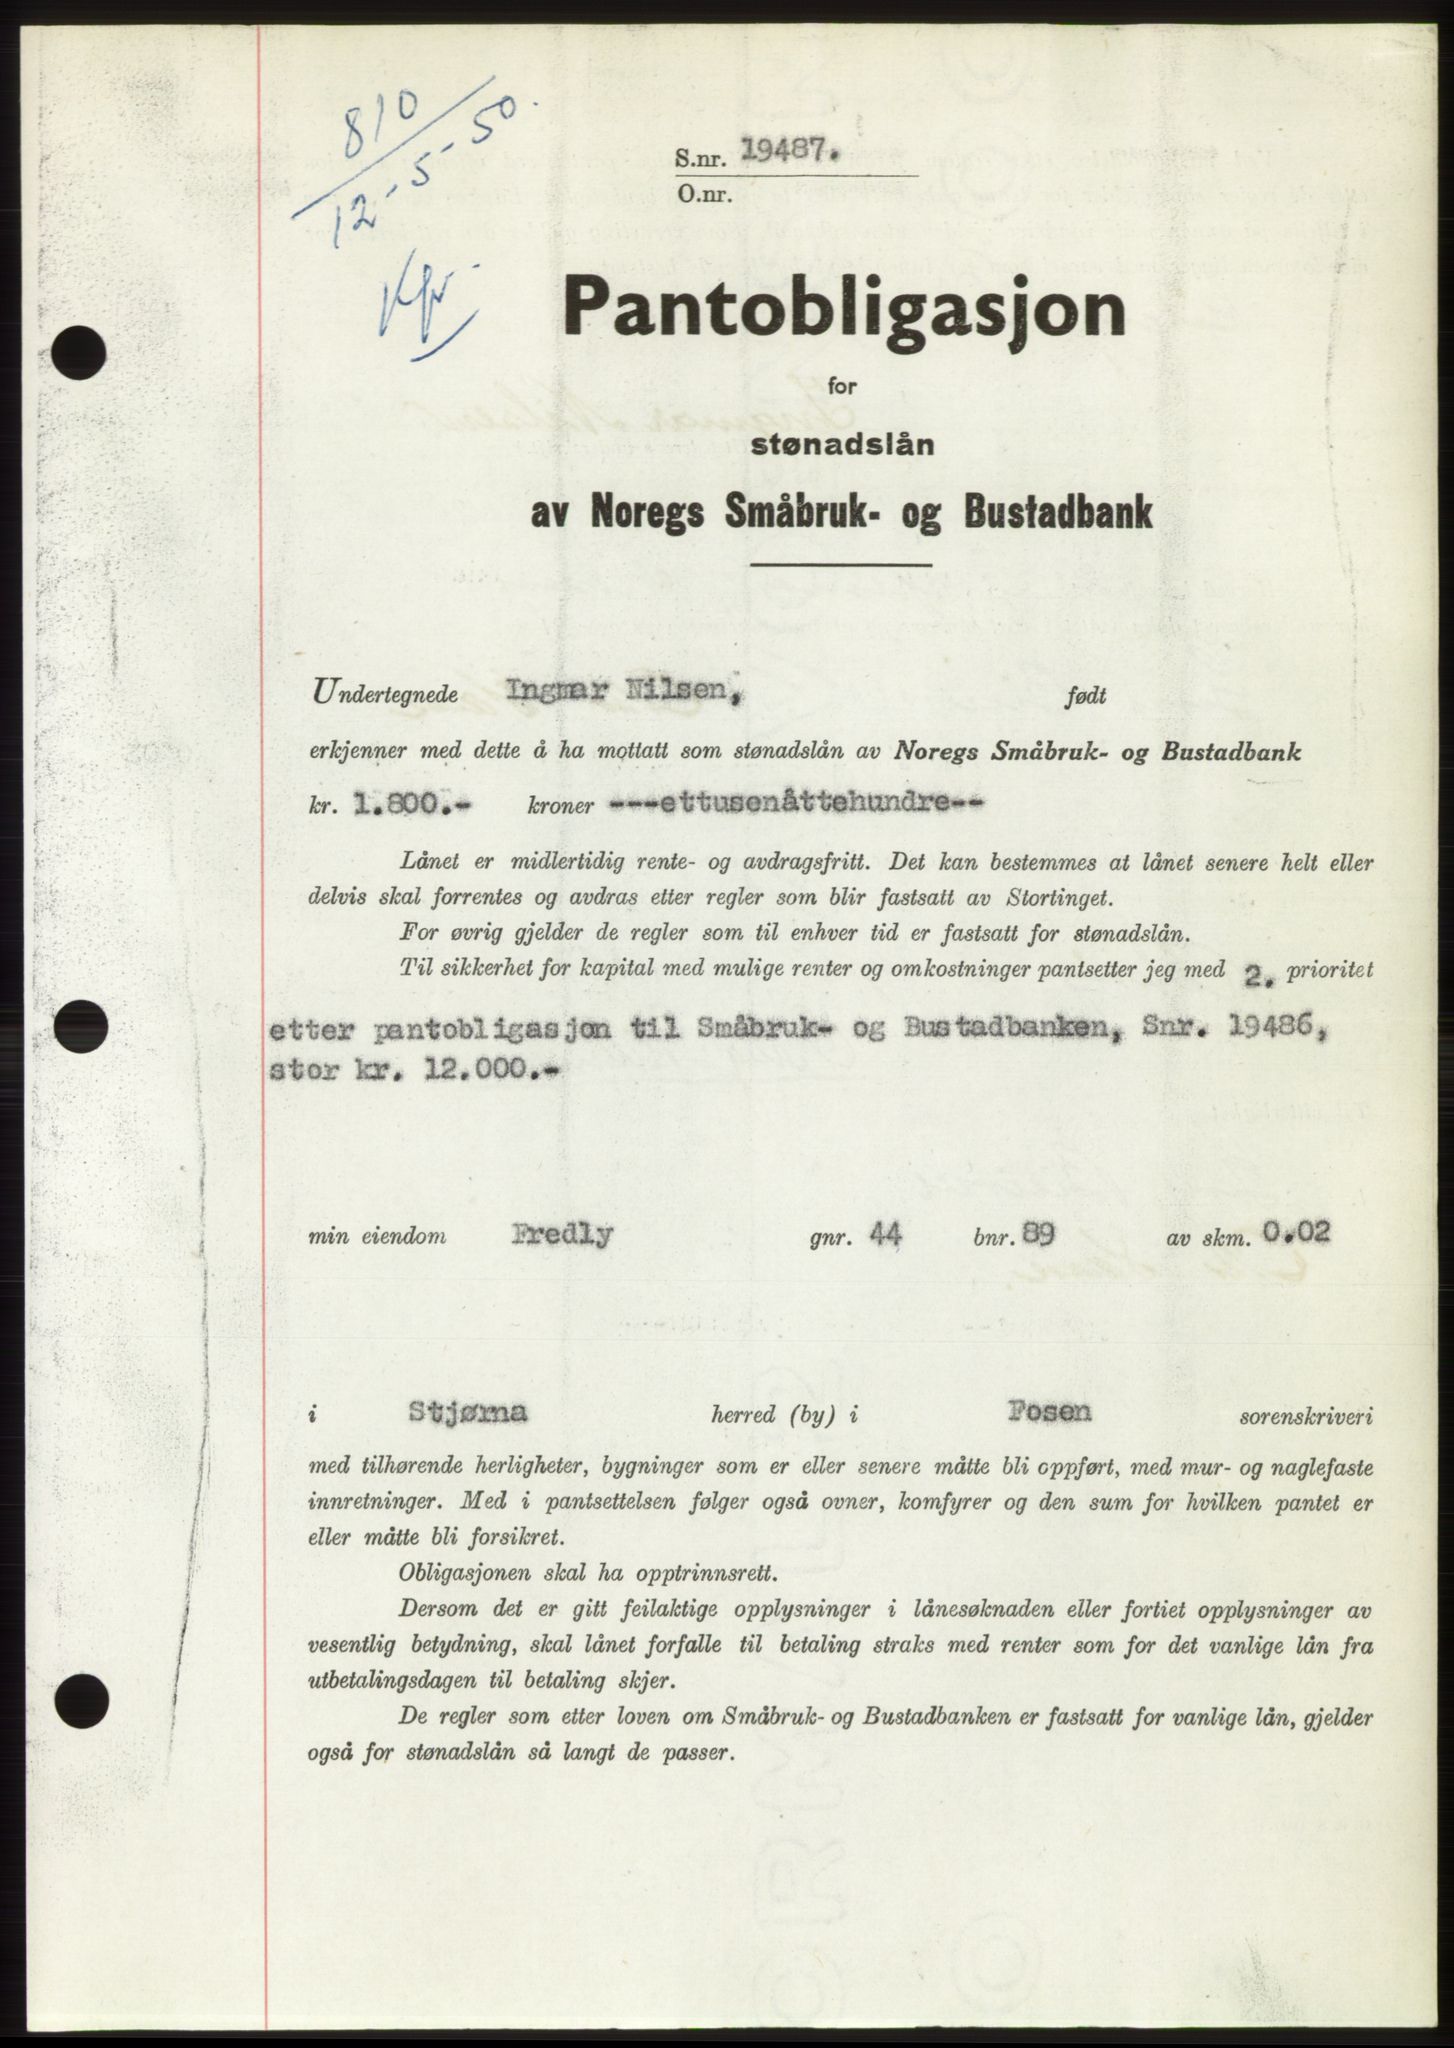 810
12-5-50.
S.nr. 19487.
O.nr.
Pantobligasjon
for
stønadslån
av Noregs Småbruk- og Bustadbank
Undertegnede Ingmar Nilsen, født
erkjenner med dette å ha mottatt som stønadslån av Noregs Småbruk- og Bustadbank
kr. 1.800.- kroner ---ettusenåttehundre--
Lånet er midlertidig rente- og avdragsfritt. Det kan bestemmes at lånet senere helt eller
delvis skal forrentes og avdras etter regler som blir fastsatt av Stortinget.
For øvrig gjelder de regler som til enhver tid er fastsatt for stønadslån.
Til sikkerhet for kapital med mulige renter og omkostninger pantsetter jeg med 2. prioritet
etter pantobligasjon til Småbruk- og Bustadbanken, Snr. 19486,
stor kr. 12.000.-
min eiendom Fredly gnr. 44 bnr. 89 av skm. 0.02
i Stjørna herred (by) i Fosen sorenskriveri
med tilhørende herligheter, bygninger som er eller senere måtte bli oppført, med mur- og naglefaste
innretninger. Med i pantsettelsen følger også ovner, komfyrer og den sum for hvilken pantet er
eller måtte bli forsikret.
Obligasjonen skal ha opptrinnsrett.
Dersom det er gitt feilaktige opplysninger i lånesøknaden eller fortiet opplysninger av
vesentlig betydning, skal lånet forfalle til betaling straks med renter som for det vanlige lån fra
utbetalingsdagen til betaling skjer.
De regler som etter loven om Småbruk- og Bustadbanken er fastsatt for vanlige lån, gjelder
også for stønadslån så langt de passer.